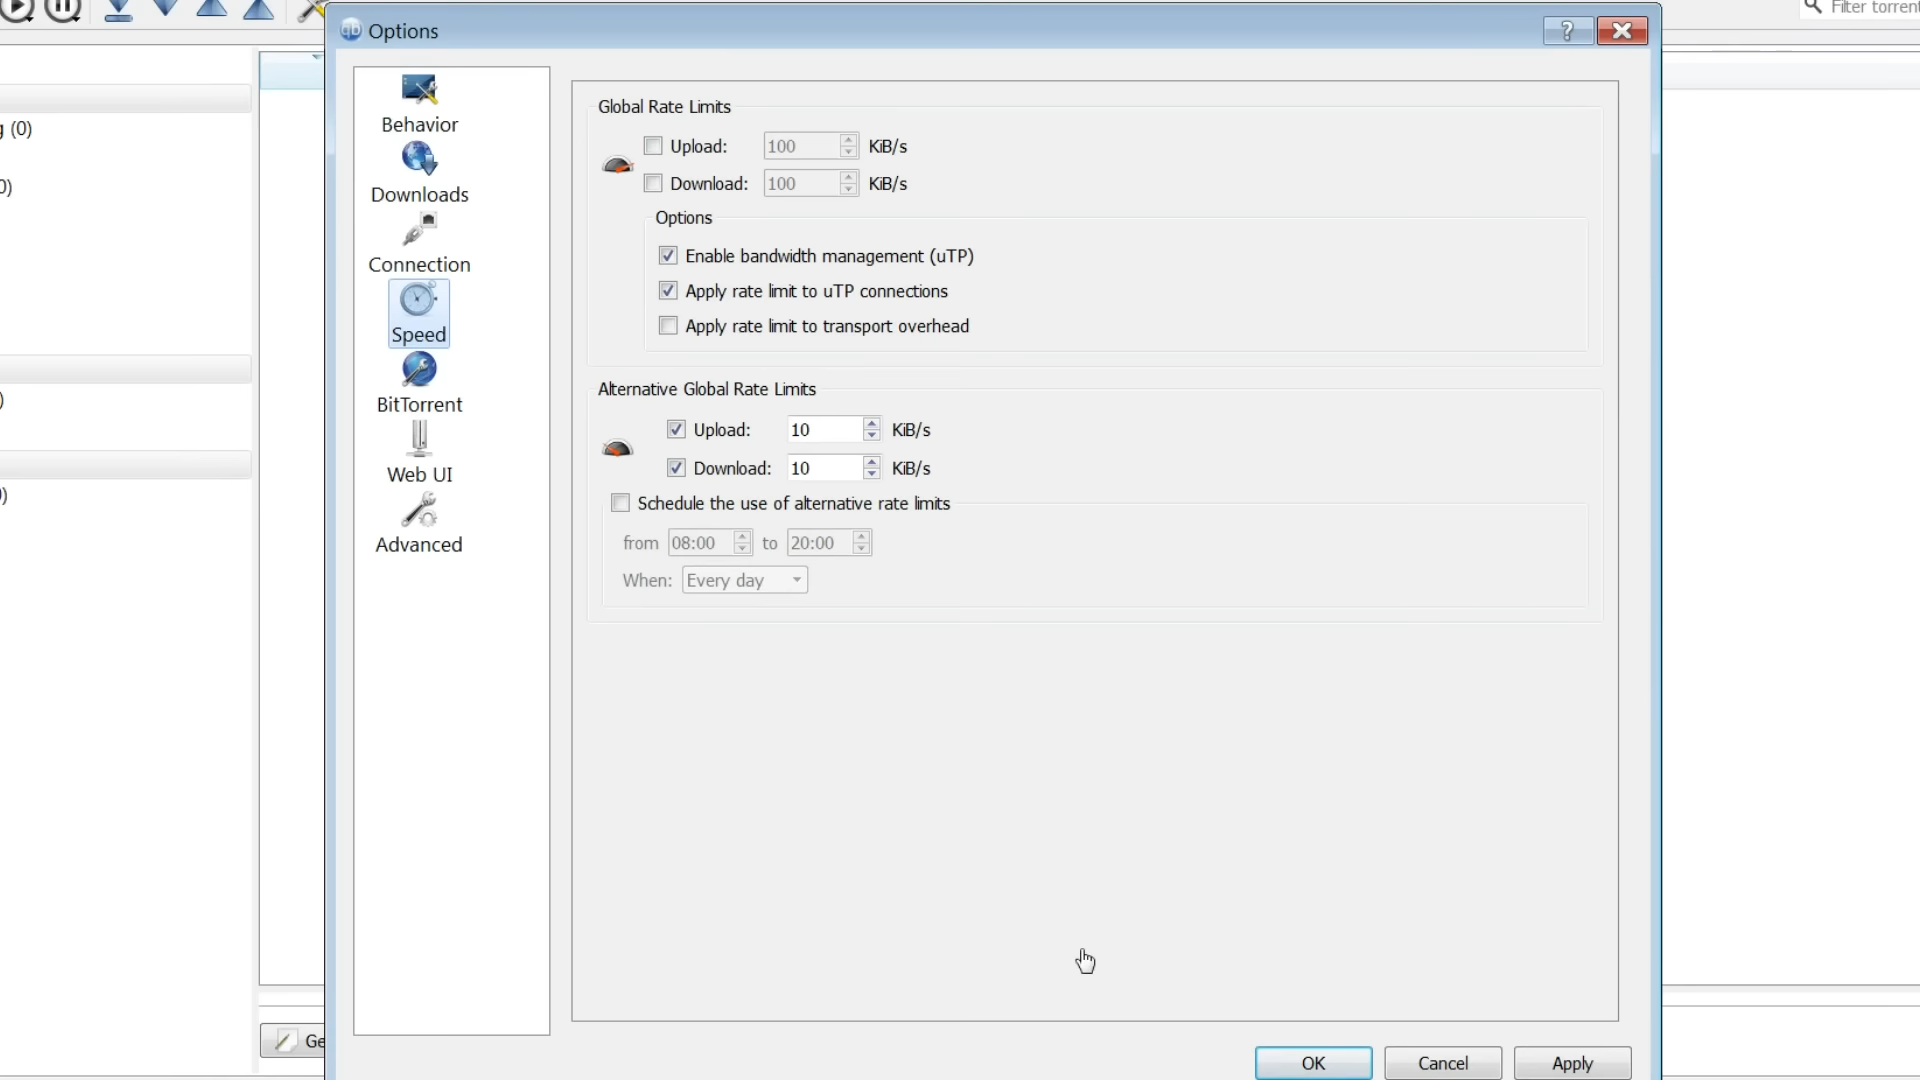 Filter torrent
Options
?
(0)
Behavior
Downloads
Connection
Speed
BitTorrent
Web UI
Advanced
Global Rate Limits
Upload: 100 KiB/s
Download: 100 KiB/s
Options
Enable bandwidth management (uTP)
Apply rate limit to uTP connections
Apply rate limit to transport overhead
Alternative Global Rate Limits
Upload: 10 KiB/s
Download: 10 KiB/s
Schedule the use of alternative rate limits
from 08:00 to 20:00
When: Every day
Ge
OK Cancel Apply